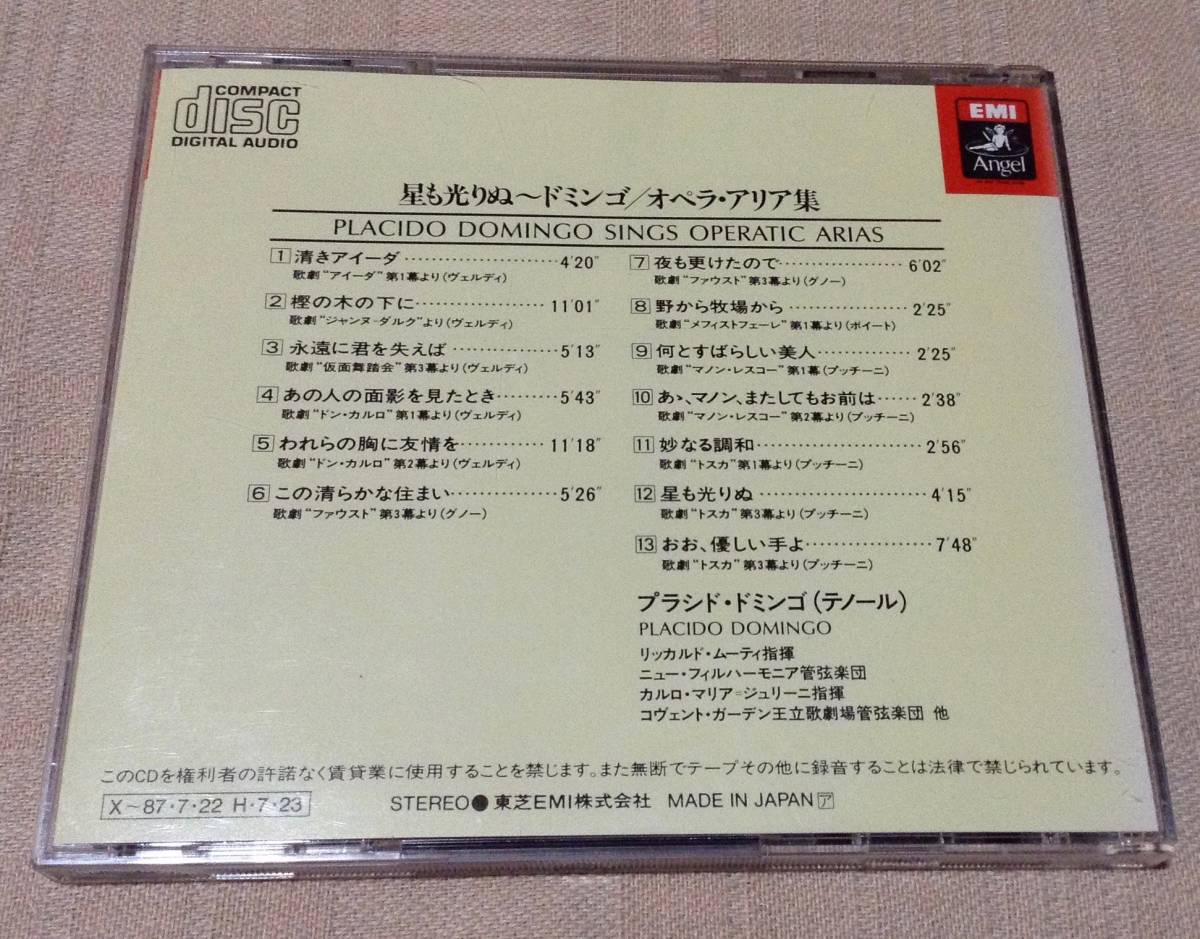 COMPACT
disc
DIGITAL AUDIO
EMI
Angel
星も光りぬ～ドミンゴ/オペラ・アリア集
PLACIDO DOMINGO SINGS OPERATIC ARIAS
1 清きアイーダ……………………4'20"
歌劇“アイーダ”第1幕より(ヴェルディ)
2 樫の木の下に…………………11'01"
歌劇“ジャンヌ=ダルク”より(ヴェルディ)
3 永遠に君を失えば………………5'13"
歌劇“仮面舞踏会”第3幕より(ヴェルディ)
4 あの人の面影を見たとき………5'43"
歌劇“ドン・カルロ”第1幕より(ヴェルディ)
5 われらの胸に友情を…………11'18"
歌劇“ドン・カルロ”第2幕より(ヴェルディ)
6 この清らかな住まい……………5'26"
歌劇“ファウスト”第3幕より(グノー)
7 夜も更けたので………………6'02"
歌劇“ファウスト”第3幕より(グノー)
8 野から牧場から………………2'25"
歌劇“メフィストフェーレ”第1幕より(ボイート)
9 何とすばらしい美人……………2'25"
歌劇“マノン・レスコー”第1幕(プッチーニ)
10 あゝ、マノン、またしてもお前は……2'38"
歌劇“マノン・レスコー”第2幕より(プッチーニ)
11 妙なる調和……………………2'56"
歌劇“トスカ”第1幕より(プッチーニ)
12 星も光りぬ……………………4'15"
歌劇“トスカ”第3幕より(プッチーニ)
13 おお、優しい手よ………………7'48"
歌劇“トスカ”第3幕より(プッチーニ)
プラシド・ドミンゴ(テノール)
PLACIDO DOMINGO
リッカルド・ムーティ指揮
ニュー・フィルハーモニア管弦楽団
カルロ・マリア=ジュリーニ指揮
コヴェント・ガーデン王立歌劇場管弦楽団 他
このCDを権利者の許諾なく賃貸業に使用することを禁じます。また無断でテープその他に録音することは法律で禁じられています。
X～87・7・22 H・7・23
STEREO●東芝EMI株式会社 MADE IN JAPAN ア